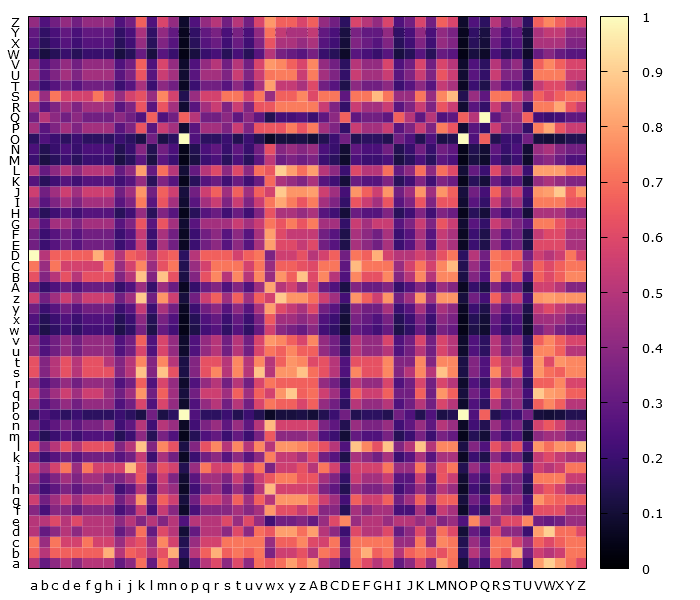 Z
Y
X
W
V
U
T
S
R
Q
P
O
N
M
L
K
J
I
H
G
F
E
D
C
B
A
z
y
x
w
v
u
t
s
r
q
p
o
n
m
l
k
j
i
h
g
f
e
d
c
b
a
a b c d e f g h i j k l m n o p q r s t u v w x y z A B C D E F G H I J K L M N O P Q R S T U V W X Y Z
1
0.9
0.8
0.7
0.6
0.5
0.4
0.3
0.2
0.1
0